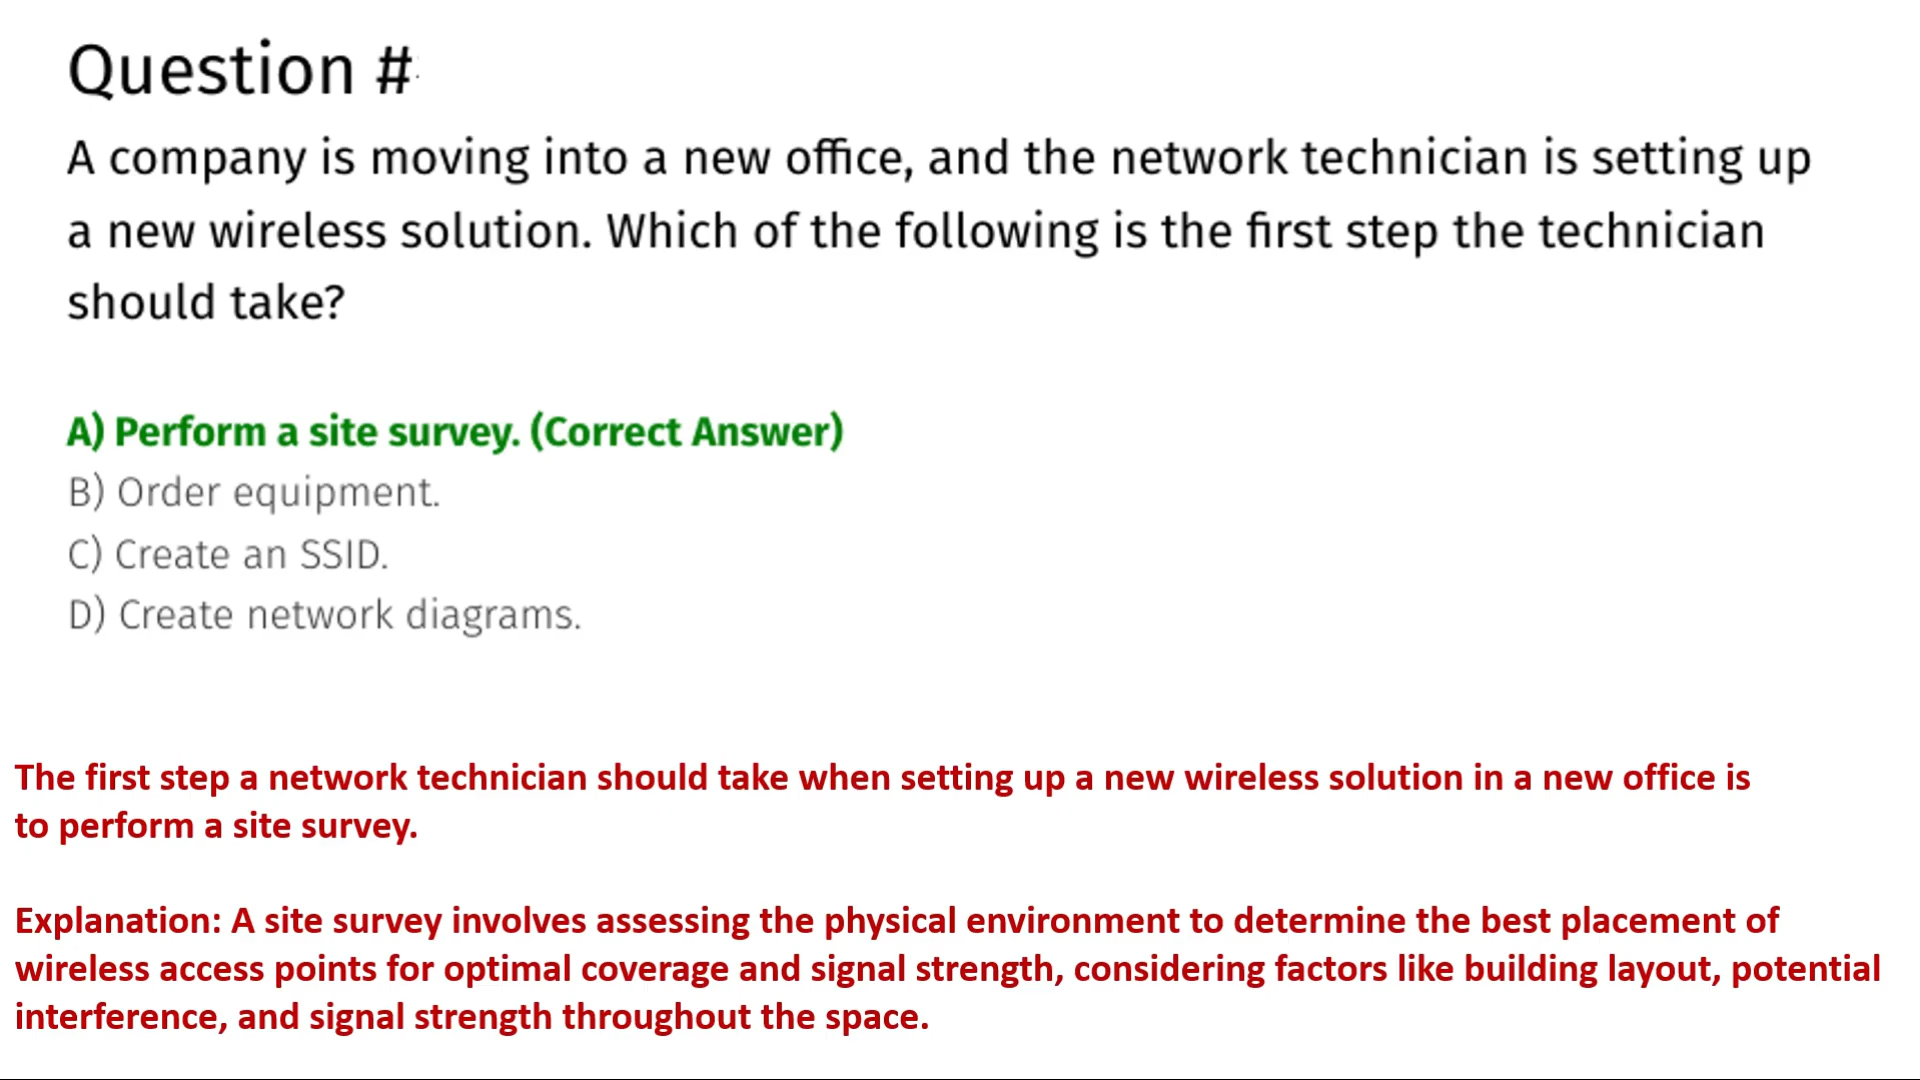 Question #
A company is moving into a new office, and the network technician is setting up
a new wireless solution. Which of the following is the first step the technician
should take?
A) Perform a site survey. (Correct Answer)
B) Order equipment.
C) Create an SSID.
D) Create network diagrams.
The first step a network technician should take when setting up a new wireless solution in a new office is
to perform a site survey.
Explanation: A site survey involves assessing the physical environment to determine the best placement of
wireless access points for optimal coverage and signal strength, considering factors like building layout, potential
interference, and signal strength throughout the space.